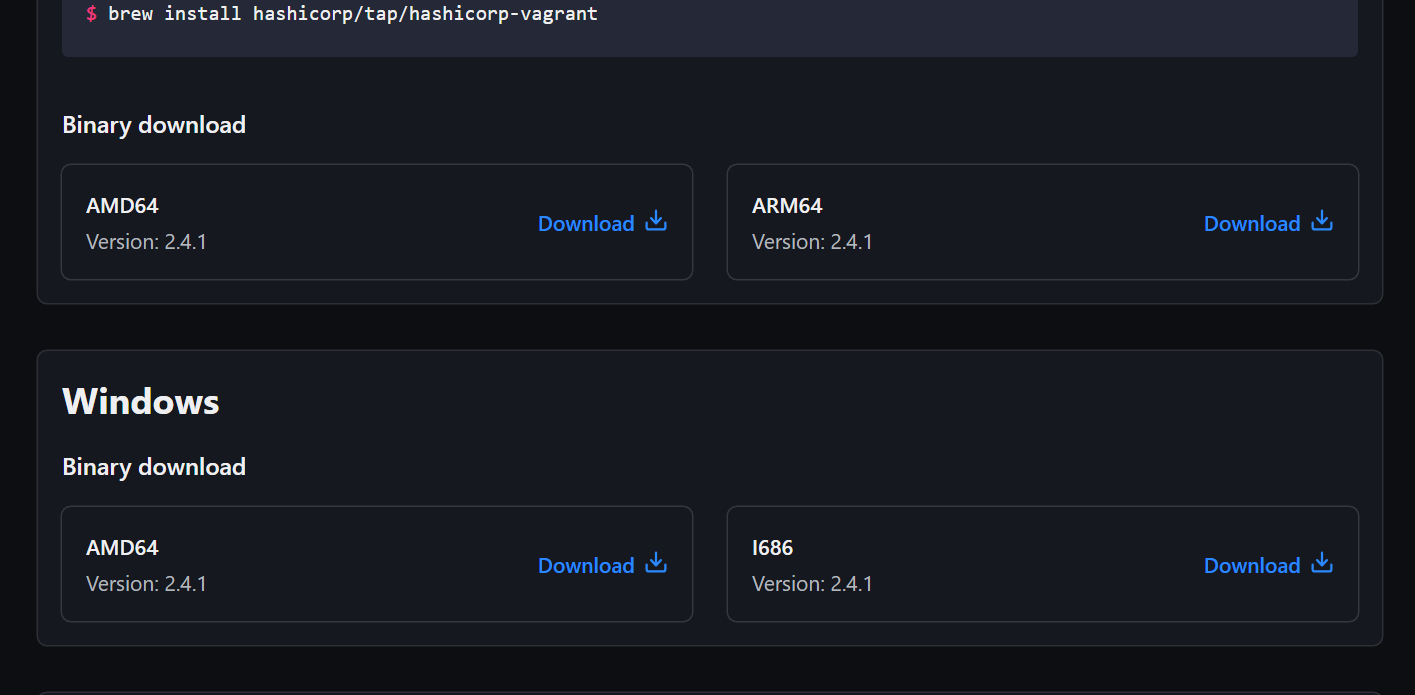 $ brew install hashicorp/tap/hashicorp-vagrant
Binary download
AMD64
Version: 2.4.1
Download
ARM64
Version: 2.4.1
Download
Windows
Binary download
AMD64
Version: 2.4.1
Download
I686
Version: 2.4.1
Download